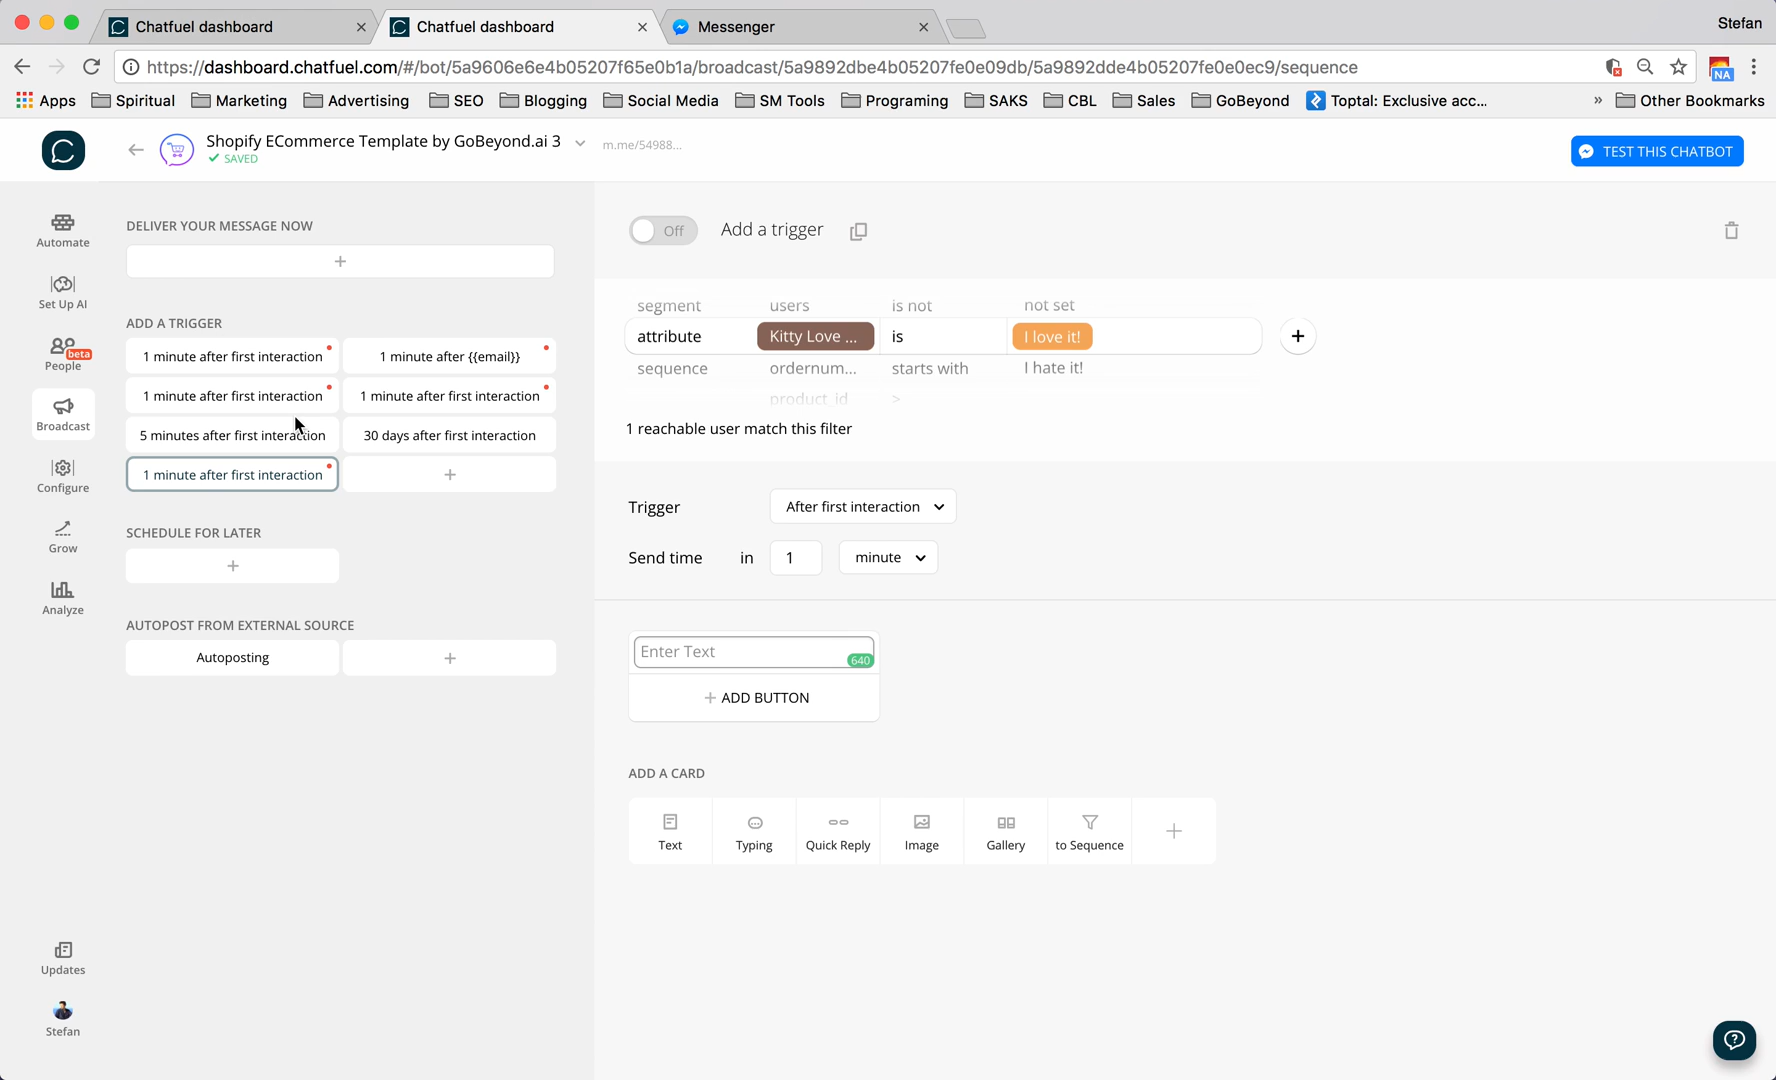 Chatfuel dashboard
Chatfuel dashboard
Messenger
Stefan
https://dashboard.chatfuel.com/#/bot/5a9606e6e4b05207f65e0b1a/broadcast/5a9892dbe4b05207fe0e09db/5a9892dde4b05207fe0e0ec9/sequence
NA
Apps Spiritual Marketing Advertising SEO Blogging Social Media SM Tools Programing SAKS CBL Sales GoBeyond Toptal: Exclusive acc... » Other Bookmarks
Shopify ECommerce Template by GoBeyond.ai 3
m.me/54988...
SAVED
TEST THIS CHATBOT
Automate
Set Up AI
beta
People
Broadcast
Configure
Grow
Analyze
Updates
Stefan
DELIVER YOUR MESSAGE NOW
+
ADD A TRIGGER
1 minute after first interaction
1 minute after {{email}}
1 minute after first interaction
1 minute after first interaction
5 minutes after first interaction
30 days after first interaction
1 minute after first interaction
+
SCHEDULE FOR LATER
+
AUTOPOST FROM EXTERNAL SOURCE
Autoposting
+
Off
Add a trigger
segment users is not not set
attribute Kitty Love ... is I love it!
+
sequence ordernum... starts with I hate it!
product_id >
1 reachable user match this filter
Trigger After first interaction
Send time in 1 minute
Enter Text
640
+ ADD BUTTON
ADD A CARD
Text
Typing
Quick Reply
Image
Gallery
to Sequence
+